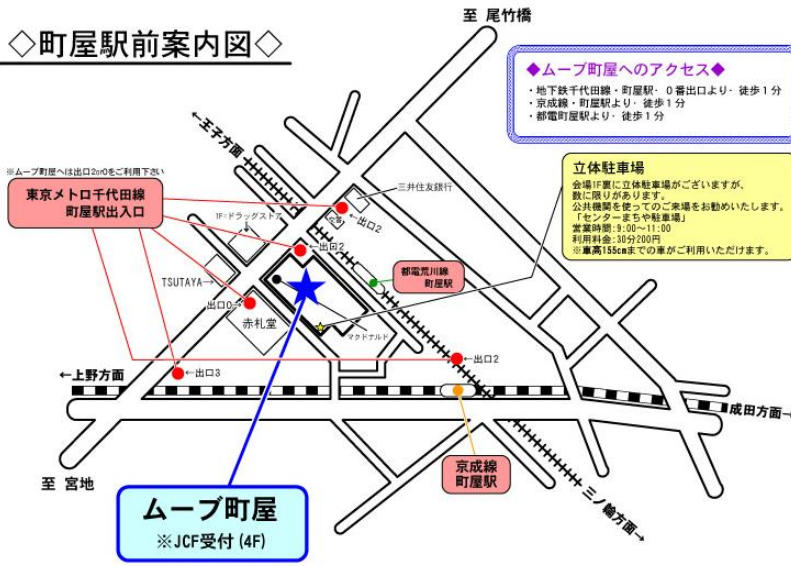 ◇町屋駅前案内図◇
至 尾竹橋
◆ムーブ町屋へのアクセス◆
・地下鉄千代田線・町屋駅・0番出口より・徒歩1分
・京成線・町屋駅より・徒歩1分
・都電町屋駅より・徒歩1分
←王子方面
※ムーブ町屋へは出口2or0をご利用下さい
東京メトロ千代田線
町屋駅出入口
三井住友銀行
交番
←出口2
1F=ドラッグストア
←出口2
立体駐車場
会場1F裏に立体駐車場がございますが、
数に限りがあります。
公共機関を使ってのご来場をお勧めいたします。
「センターまちや駐車場」
営業時間:9:00～11:00
利用料金:30分200円
※車高155cmまでの車がご利用いただけます。
都電荒川線
町屋駅
TSUTAYA→
出口0→
赤札堂
マクドナルド
←出口2
←出口3
←上野方面
成田方面→
京成線
町屋駅
至 宮地
三ノ輪方面→
ムーブ町屋
※JCF受付(4F)